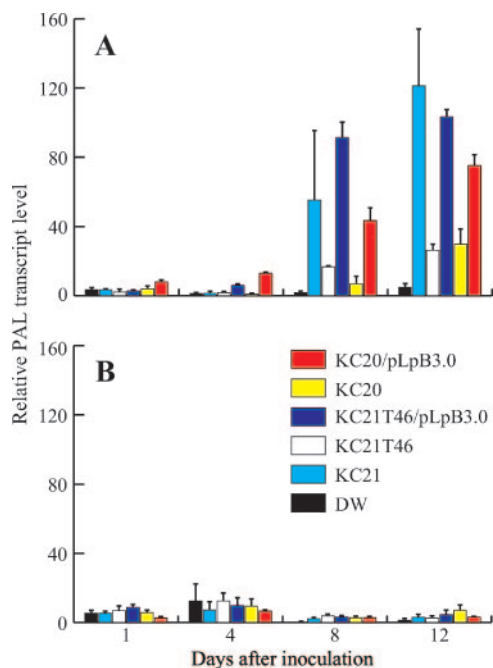 A
160
120
80
40
0
Relative PAL transcript level
B
160
120
80
40
0
KC20/pLpB3.0
KC20
KC21T46/pLpB3.0
KC21T46
KC21
DW
1 4 8 12
Days after inoculation